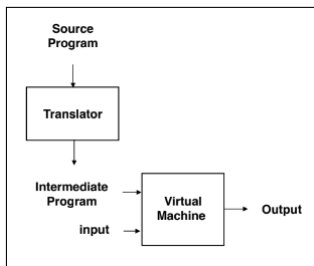 Source
Program
Translator
Intermediate
Program
input
Virtual
Machine
Output